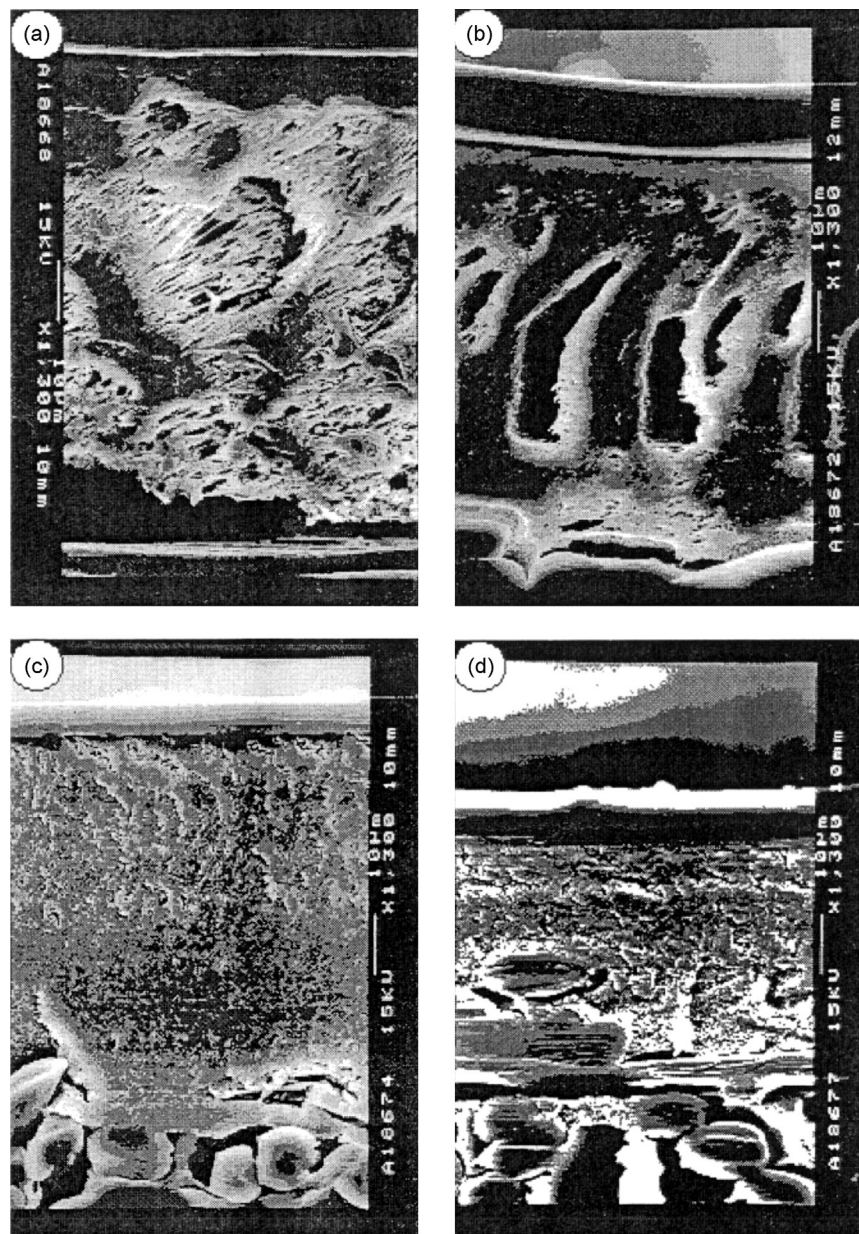 (a)
A18668 15KU X1,300 10mm
10µm
(b)
A18672 15KU X1,300 12mm
10µm
(c)
A18674 15KU X1,300 10mm
10µm
(d)
A18677 15KU X1,300 10mm
10µm